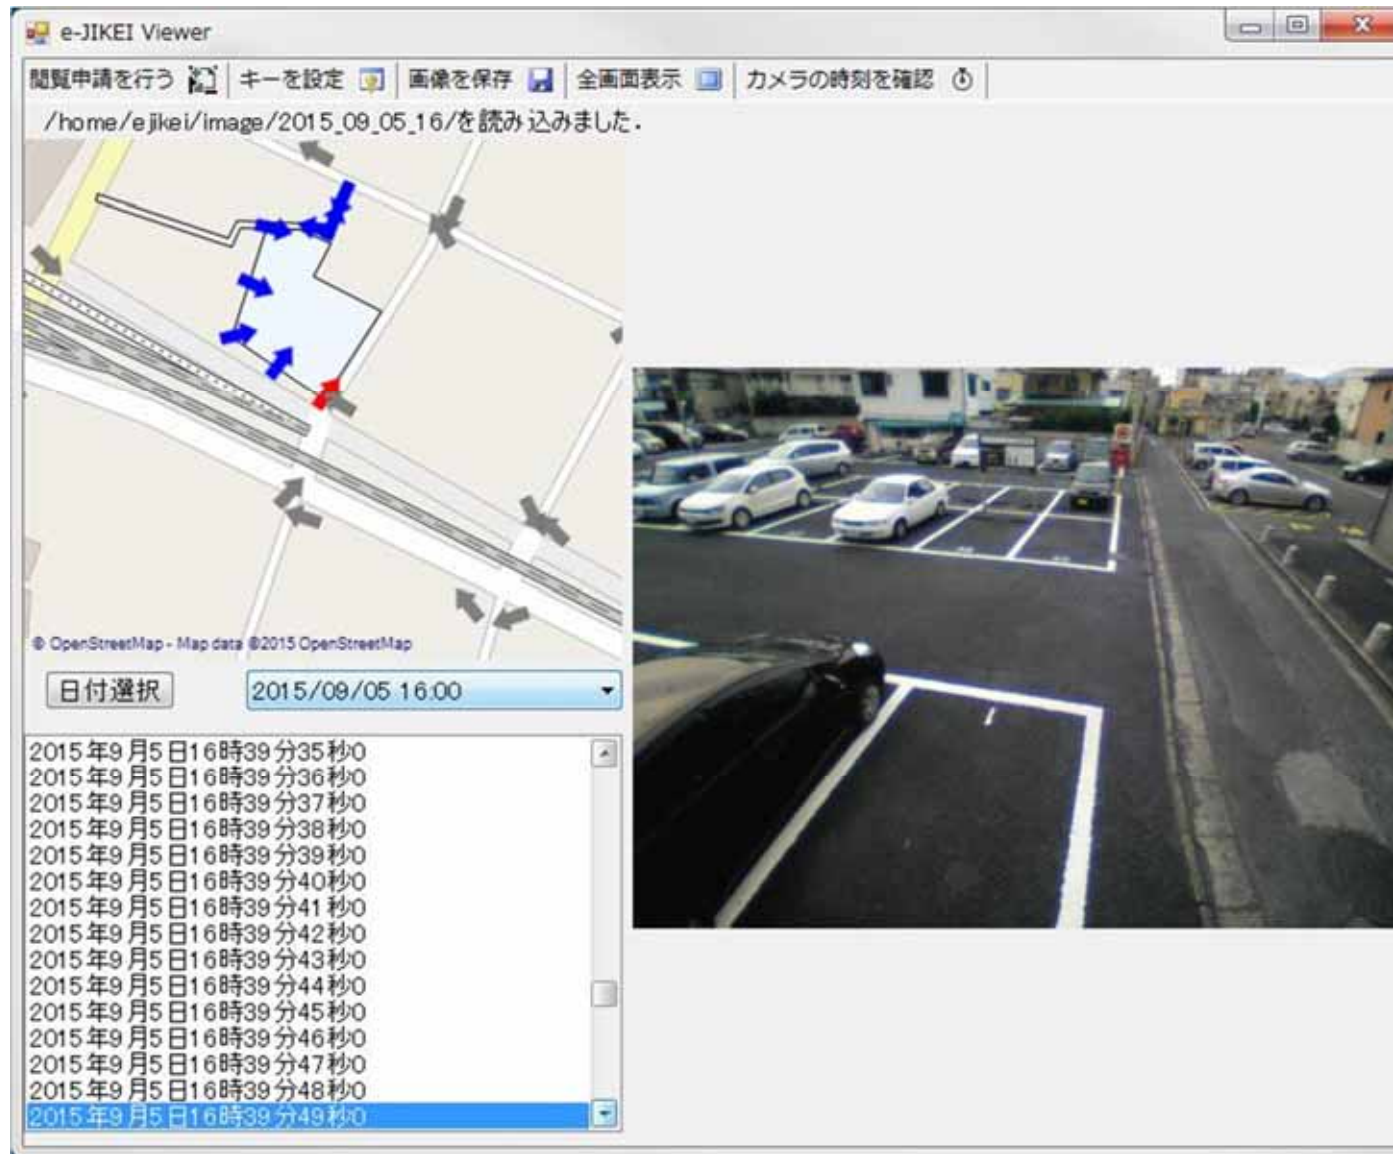 e-JIKEI Viewer
閲覧申請を行う キーを設定 画像を保存 全画面表示 カメラの時刻を確認
/home/ejikei/image/2015_09_05_16/を読み込みました.
© OpenStreetMap - Map data ©2015 OpenStreetMap
日付選択 2015/09/05 16:00
2015年9月5日16時39分35秒0
2015年9月5日16時39分36秒0
2015年9月5日16時39分37秒0
2015年9月5日16時39分38秒0
2015年9月5日16時39分39秒0
2015年9月5日16時39分40秒0
2015年9月5日16時39分41秒0
2015年9月5日16時39分42秒0
2015年9月5日16時39分43秒0
2015年9月5日16時39分44秒0
2015年9月5日16時39分45秒0
2015年9月5日16時39分46秒0
2015年9月5日16時39分47秒0
2015年9月5日16時39分48秒0
2015年9月5日16時39分49秒0